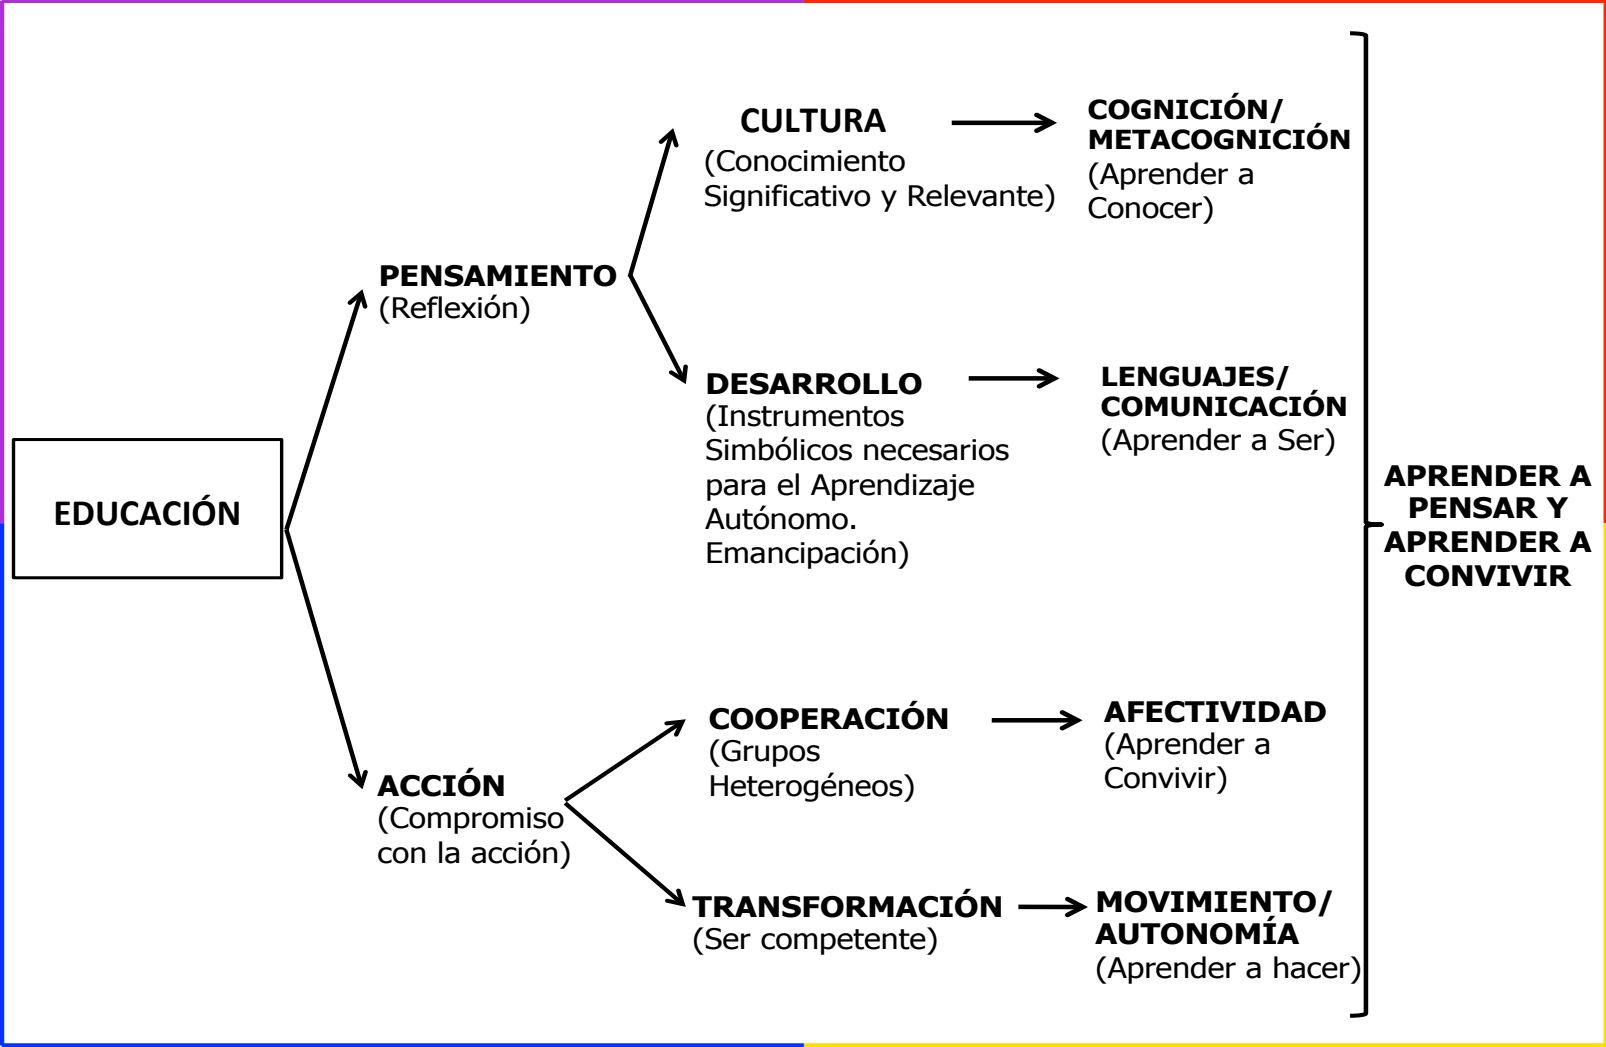 EDUCACIÓN
PENSAMIENTO
(Reflexión)
CULTURA
(Conocimiento
Significativo y Relevante)
COGNICIÓN/
METACOGNICIÓN
(Aprender a
Conocer)
DESARROLLO
(Instrumentos
Simbólicos necesarios
para el Aprendizaje
Autónomo.
Emancipación)
LENGUAJES/
COMUNICACIÓN
(Aprender a Ser)
ACCIÓN
(Compromiso
con la acción)
COOPERACIÓN
(Grupos
Heterogéneos)
AFECTIVIDAD
(Aprender a
Convivir)
TRANSFORMACIÓN
(Ser competente)
MOVIMIENTO/
AUTONOMÍA
(Aprender a hacer)
APRENDER A
PENSAR Y
APRENDER A
CONVIVIR